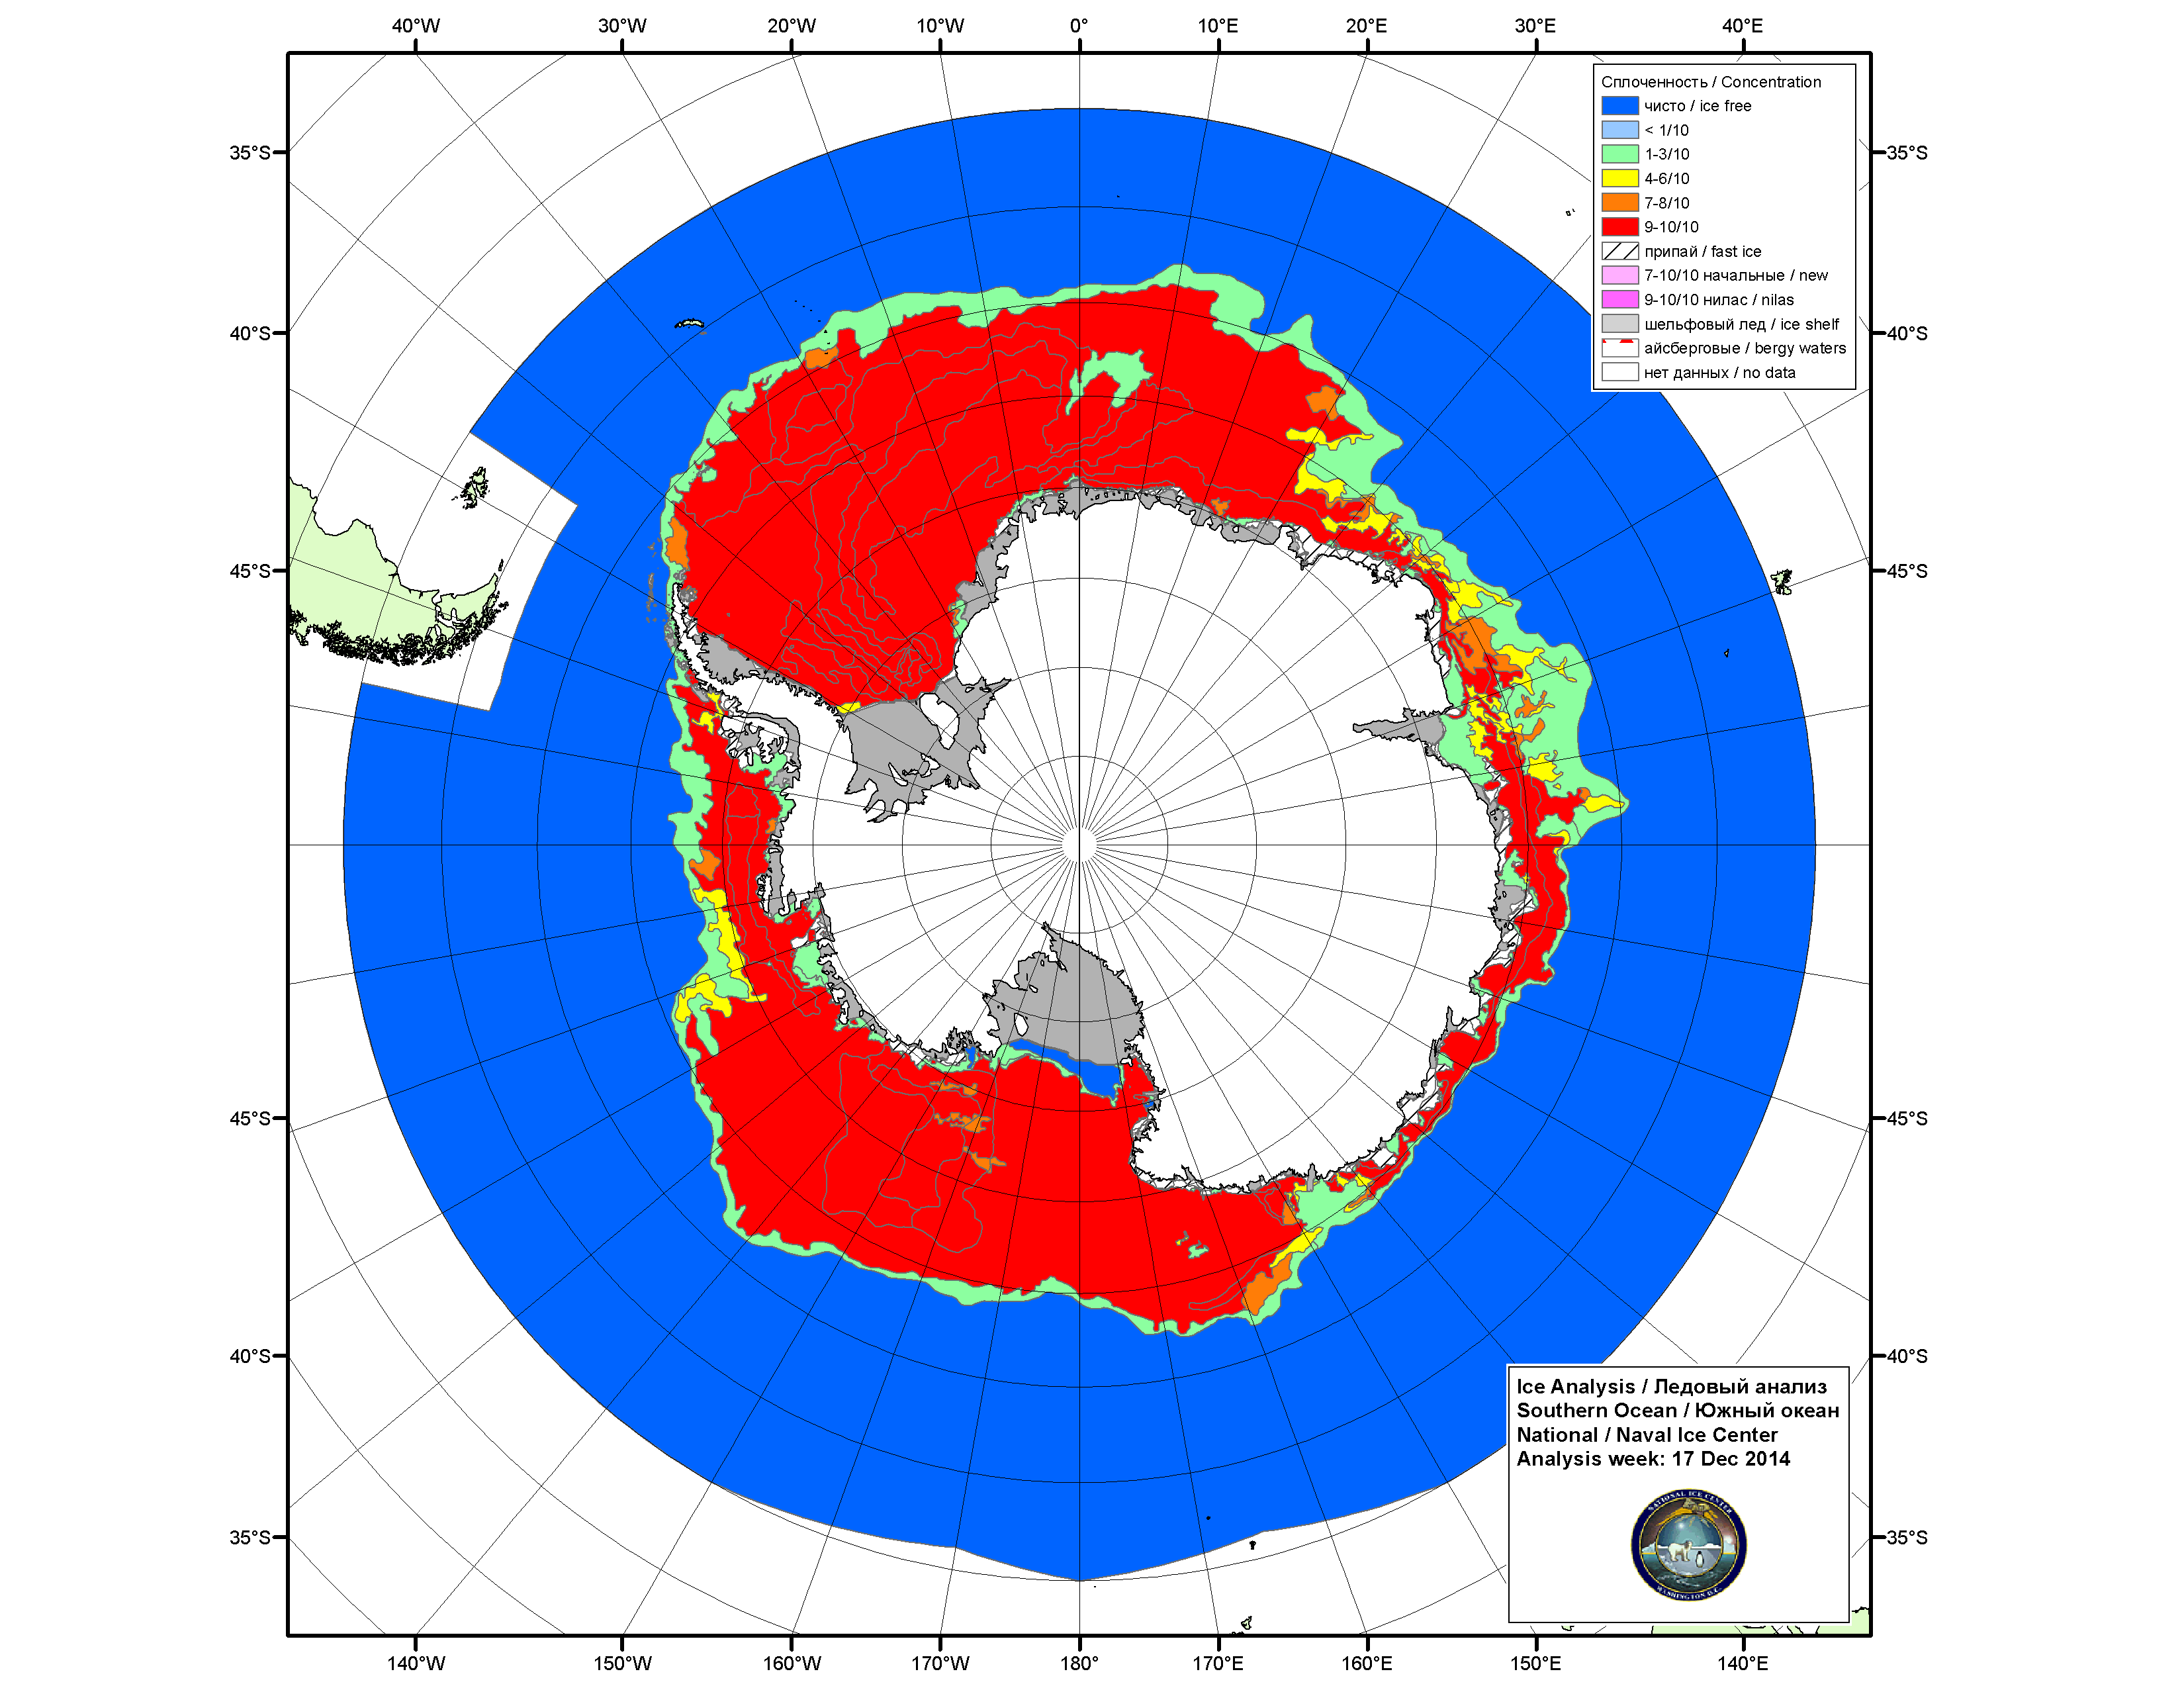 40°W 30°W 20°W 10°W 0° 10°E 20°E 30°E 40°E
Сплоченность / Concentration
чисто / ice free
< 1/10
1-3/10
4-6/10
7-8/10
9-10/10
припай / fast ice
7-10/10 начальные / new
9-10/10 нилас / nilas
шельфовый лед / ice shelf
айсберговые / bergy waters
нет данных / no data
35°S 35°S
40°S 40°S
45°S 45°S
45°S 45°S
40°S 40°S
35°S 35°S
Ice Analysis / Ледовый анализ
Southern Ocean / Южный океан
National / Naval Ice Center
Analysis week: 17 Dec 2014
NATIONAL ICE CENTER
WASHINGTON D.C.
140°W 150°W 160°W 170°W 180° 170°E 160°E 150°E 140°E